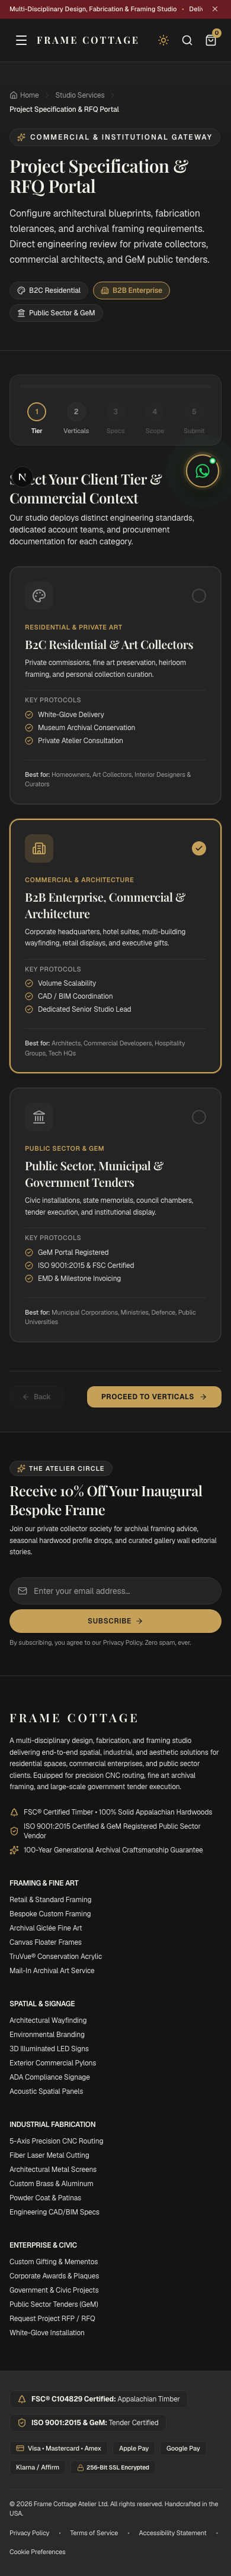 Multi-Disciplinary Design, Fabrication & Framing Studio •
FRAME COTTAGE
0
Home
Studio Services
Project Specification & RFQ Portal
COMMERCIAL & INSTITUTIONAL GATEWAY
Project Specification &
RFQ Portal
Configure architectural blueprints, fabrication
tolerances, and archival framing requirements.
Direct engineering review for private collectors,
commercial architects, and GeM public tenders.
B2C Residential
B2B Enterprise
Public Sector & GeM
1
2
3
4
5
Tier
Verticals
Specs
Scope
Submit
N
Your Client Tier &
Commercial Context
Our studio deploys distinct engineering standards,
dedicated account teams, and procurement
documentation for each category.
RESIDENTIAL & PRIVATE ART
B2C Residential & Art Collectors
Private commissions, fine art preservation, heirloom
framing, and personal collection curation.
KEY PROTOCOLS
White-Glove Delivery
Museum Archival Conservation
Private Atelier Consultation
Best for: Homeowners, Art Collectors, Interior Designers &
Curators
COMMERCIAL & ARCHITECTURE
B2B Enterprise, Commercial &
Architecture
Corporate headquarters, hotel suites, multi-building
wayfinding, retail displays, and executive gifts.
KEY PROTOCOLS
Volume Scalability
CAD / BIM Coordination
Dedicated Senior Studio Lead
Best for: Architects, Commercial Developers, Hospitality
Groups, Tech HQs
PUBLIC SECTOR & GEM
Public Sector, Municipal &
Government Tenders
Civic installations, state memorials, council chambers,
tender execution, and institutional display.
KEY PROTOCOLS
GeM Portal Registered
ISO 9001:2015 & FSC Certified
EMD & Milestone Invoicing
Best for: Municipal Corporations, Ministries, Defence, Public
Universities
Back
PROCEED TO VERTICALS
THE ATELIER CIRCLE
Receive 10% Off Your Inaugural
Bespoke Frame
Join our private collector society for archival framing advice,
seasonal hardwood profile drops, and curated gallery wall editorial
stories.
Enter your email address...
SUBSCRIBE
By subscribing, you agree to our Privacy Policy. Zero spam, ever.
FRAME COTTAGE
A multi-disciplinary design, fabrication, and framing studio
delivering end-to-end spatial, industrial, and aesthetic solutions for
residential spaces, commercial enterprises, and public sector
clients. Equipped for precision CNC routing, fine art archival
framing, and large-scale government tender execution.
FSC® Certified Timber • 100% Solid Appalachian Hardwoods
ISO 9001:2015 Certified & GeM Registered Public Sector
Vendor
100-Year Generational Archival Craftsmanship Guarantee
FRAMING & FINE ART
Retail & Standard Framing
Bespoke Custom Framing
Archival Giclée Fine Art
Canvas Floater Frames
TruVue® Conservation Acrylic
Mail-In Archival Art Service
SPATIAL & SIGNAGE
Architectural Wayfinding
Environmental Branding
3D Illuminated LED Signs
Exterior Commercial Pylons
ADA Compliance Signage
Acoustic Spatial Panels
INDUSTRIAL FABRICATION
5-Axis Precision CNC Routing
Fiber Laser Metal Cutting
Architectural Metal Screens
Custom Brass & Aluminum
Powder Coat & Patinas
Engineering CAD/BIM Specs
ENTERPRISE & CIVIC
Custom Gifting & Mementos
Corporate Awards & Plaques
Government & Civic Projects
Public Sector Tenders (GeM)
Request Project RFP / RFQ
White-Glove Installation
FSC® C104829 Certified: Appalachian Timber
ISO 9001:2015 & GeM: Tender Certified
Visa • Mastercard • Amex
Apple Pay
Google Pay
Klarna / Affirm
256-Bit SSL Encrypted
© 2026 Frame Cottage Atelier Ltd. All rights reserved. Handcrafted in the
USA.
Privacy Policy • Terms of Service • Accessibility Statement •
Cookie Preferences